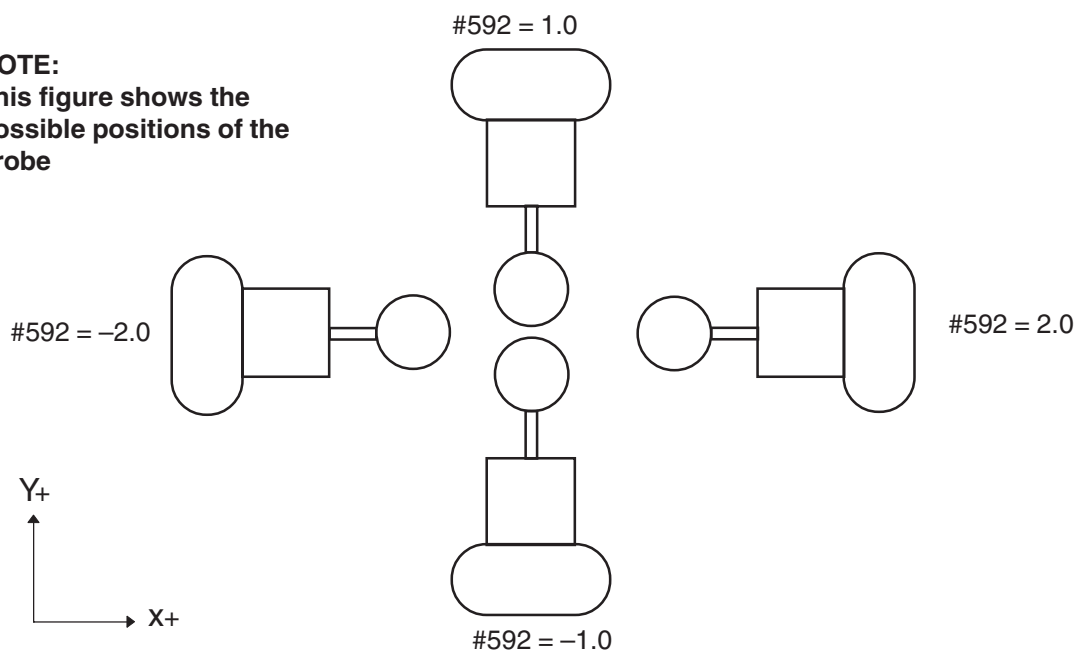 #592 = 1.0
OTE:
his figure shows the
ossible positions of the
robe
#592 = –2.0
#592 = 2.0
Y+
X+
#592 = –1.0